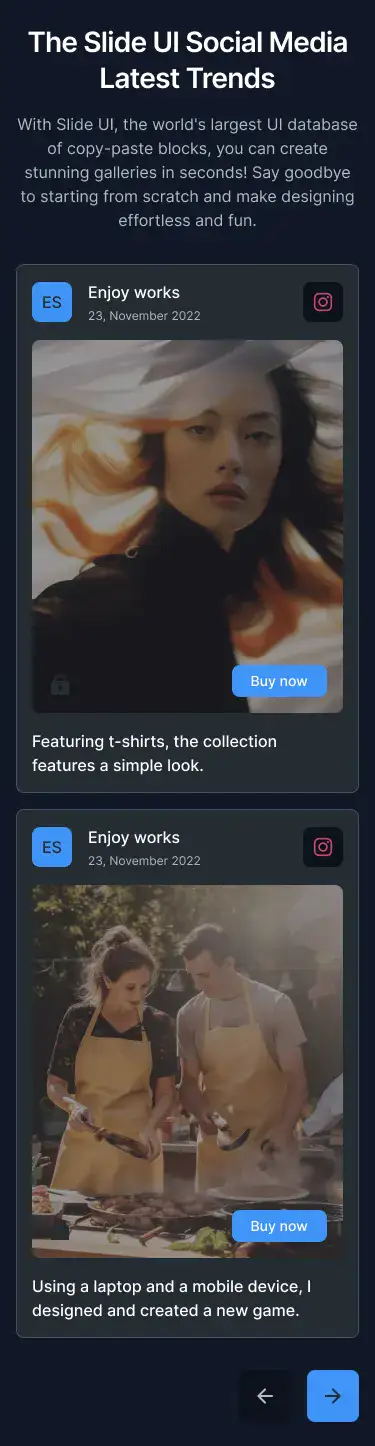 The Slide UI Social Media
Latest Trends
With Slide UI, the world's largest UI database
of copy-paste blocks, you can create
stunning galleries in seconds! Say goodbye
to starting from scratch and make designing
effortless and fun.
ES
Enjoy works
23, November 2022
Buy now
Featuring t-shirts, the collection
features a simple look.
ES
Enjoy works
23, November 2022
Buy now
Using a laptop and a mobile device, I
designed and created a new game.